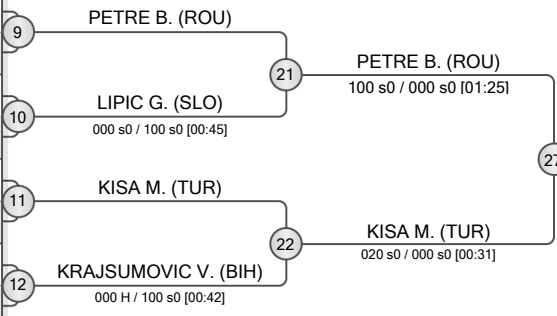 9
PETRE B. (ROU)
21
PETRE B. (ROU)
100 s0 / 000 s0 [01:25]
10
LIPIC G. (SLO)
000 s0 / 100 s0 [00:45]
27
11
KISA M. (TUR)
22
KISA M. (TUR)
020 s0 / 000 s0 [00:31]
12
KRAJSUMOVIC V. (BIH)
000 H / 100 s0 [00:42]